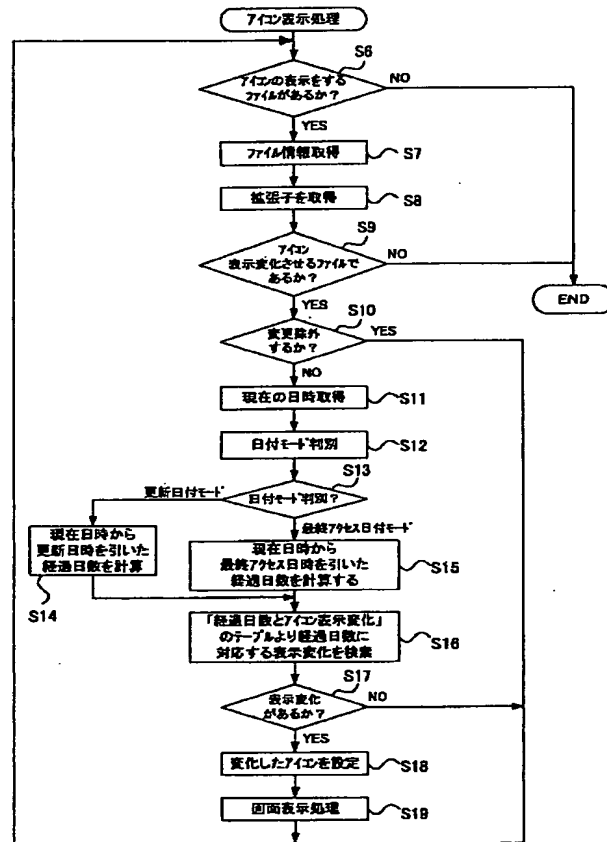 アイコン表示処理
S6
アイコンの表示をする
ファイルがあるか？
NO
YES
ファイル情報取得
S7
拡張子を取得
S8
S9
アイコン
表示変化させるファイルで
あるか？
NO
END
YES
S10
変更除外
するか？
YES
NO
現在の日時取得
S11
日付モード判別
S12
S13
更新日付モード
日付モード判別？
最終アクセス日付モード
現在日時から
更新日時を引いた
経過日数を計算
S14
現在日時から
最終アクセス日時を引いた
経過日数を計算する
S15
「経過日数とアイコン表示変化」
のテーブルより経過日数に
対応する表示変化を検索
S16
S17
表示変化
があるか？
NO
YES
変化したアイコンを設定
S18
画面表示処理
S19